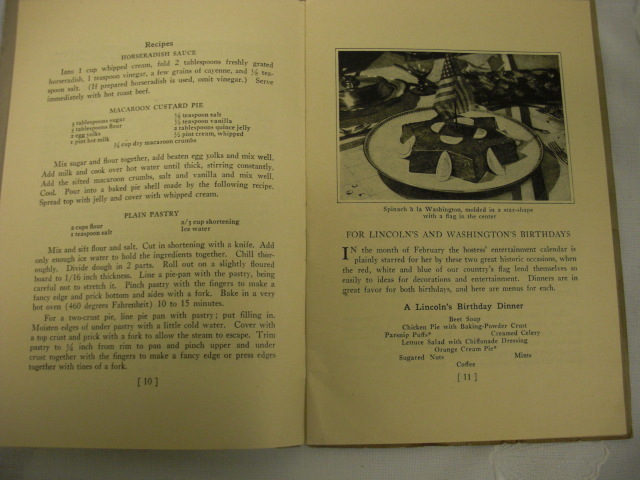 Recipes
HORSERADISH SAUCE
Into 1 cup whipped cream, fold 2 tablespoons freshly grated
horseradish, 1 teaspoon vinegar, a few grains of cayenne, and ½ tea-
spoon salt. (If prepared horseradish is used, omit vinegar.) Serve
immediately with hot roast beef.
MACAROON CUSTARD PIE
3 tablespoons sugar
2 tablespoons flour
2 egg yolks
1 pint hot milk
⅛ teaspoon salt
½ teaspoon vanilla
2 tablespoons quince jelly
½ pint cream, whipped
¾ cup dry macaroon crumbs
Mix sugar and flour together, add beaten egg yolks and mix well.
Add milk and cook over hot water until thick, stirring constantly.
Add the sifted macaroon crumbs, salt and vanilla and mix well.
Cool. Pour into a baked pie shell made by the following recipe.
Spread top with jelly and cover with whipped cream.
PLAIN PASTRY
2 cups flour
1 teaspoon salt
2/3 cup shortening
Ice water
Mix and sift flour and salt. Cut in shortening with a knife. Add
only enough ice water to hold the ingredients together. Chill thor-
oughly. Divide dough in 2 parts. Roll out on a slightly floured
board to 1/16 inch thickness. Line a pie-pan with the pastry, being
careful not to stretch it. Pinch pastry with the fingers to make a
fancy edge and prick bottom and sides with a fork. Bake in a very
hot oven (460 degrees Fahrenheit) 10 to 15 minutes.
For a two-crust pie, line pie pan with pastry; put filling in.
Moisten edges of under pastry with a little cold water. Cover with
a top crust and prick with a fork to allow the steam to escape. Trim
pastry to inch from rim to pan and pinch upper and under
crust together with the fingers to make a fancy edge or press edges
together with tines of a fork.
[ 10 ]
Spinach à la Washington, molded in a star-shape
with a flag in the center
FOR LINCOLN'S AND WASHINGTON'S BIRTHDAYS
IN the month of February the hostess' entertainment calendar is
plainly starred for her by these two great historic occasions, when
the red, white and blue of our country's flag lend themselves so
easily to ideas for decorations and entertainment. Dinners are in
great favor for both birthdays, and here are menus for each.
A Lincoln's Birthday Dinner
Beet Soup
Chicken Pie with Baking-Powder Crust
Parsnip Puffs* Creamed Celery
Lettuce Salad with Chiffonade Dressing
Orange Cream Pie*
Sugared Nuts Mints
Coffee
[ 11 ]